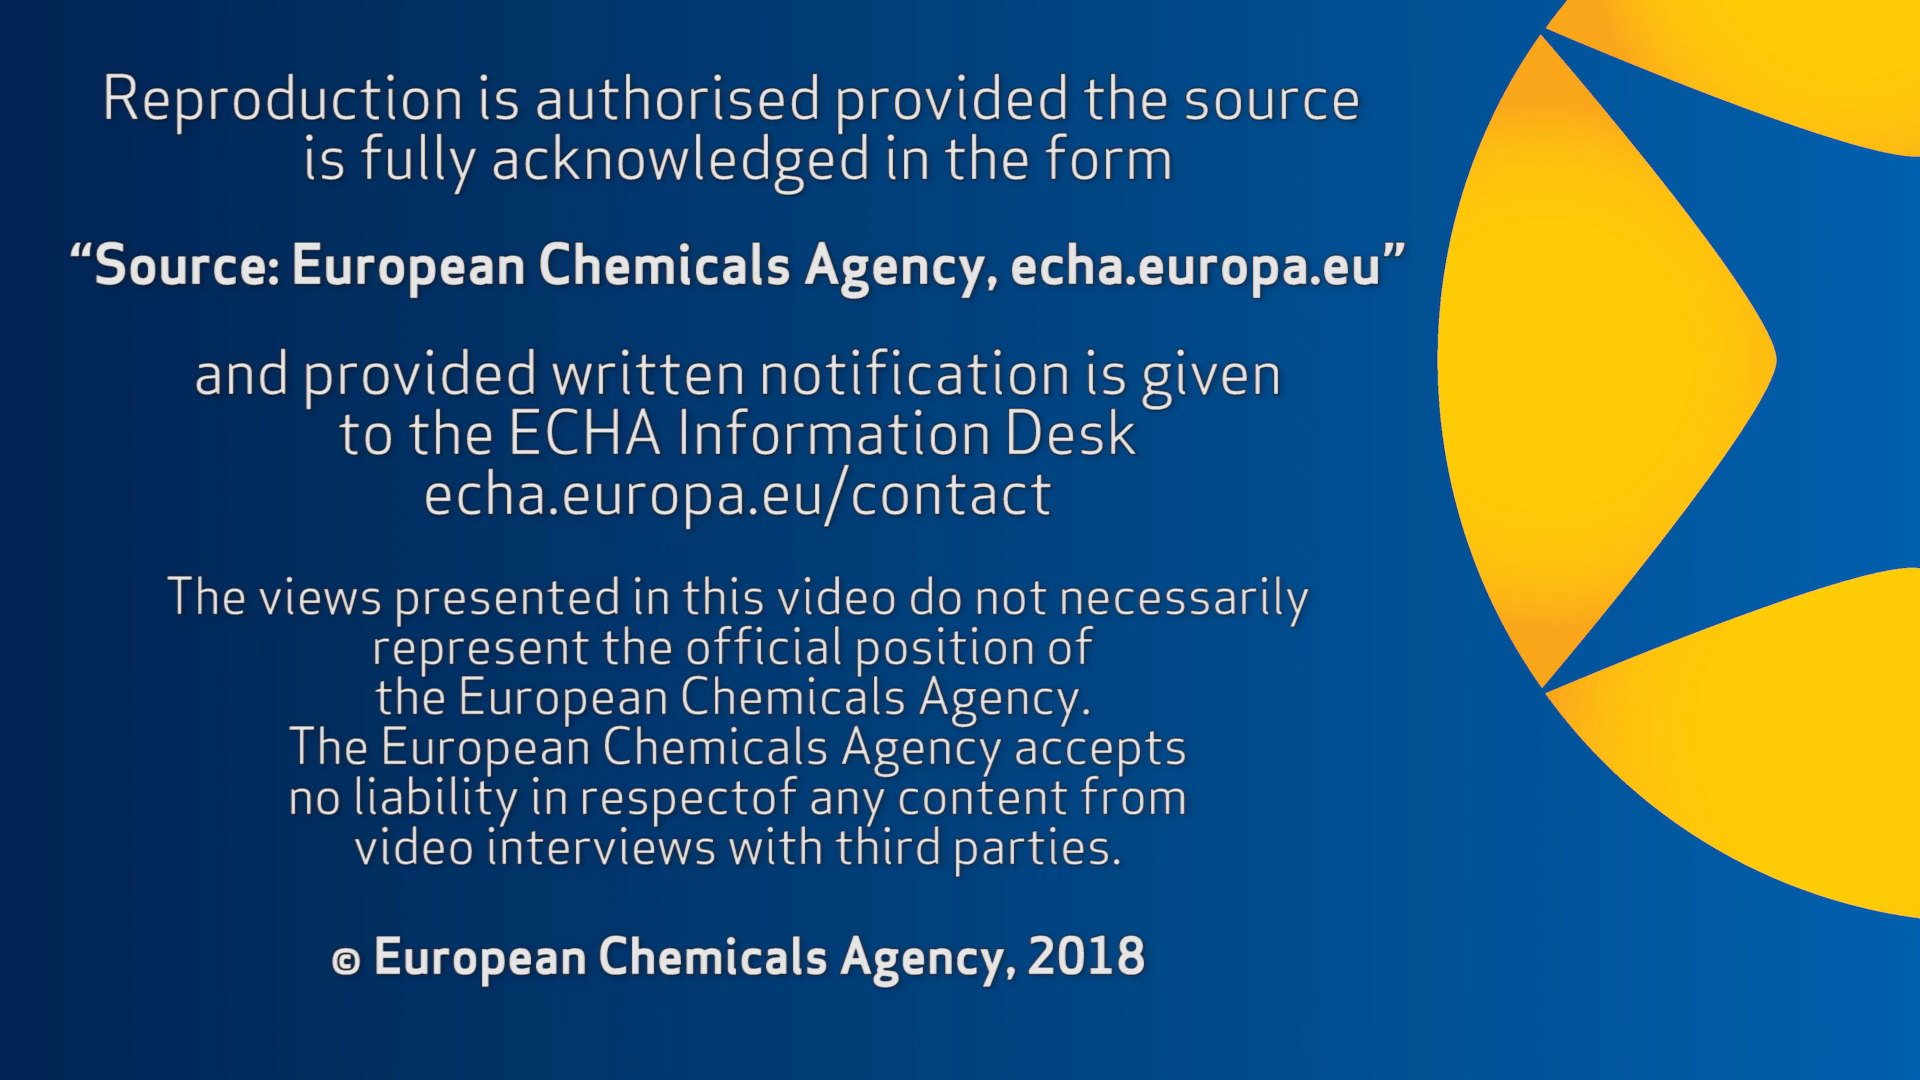 Reproduction is authorised provided the source
is fully acknowledged in the form
“Source: European Chemicals Agency, echa.europa.eu”
and provided written notification is given
to the ECHA Information Desk
echa.europa.eu/contact
The views presented in this video do not necessarily
represent the official position of
the European Chemicals Agency.
The European Chemicals Agency accepts
no liability in respectof any content from
video interviews with third parties.
© European Chemicals Agency, 2018